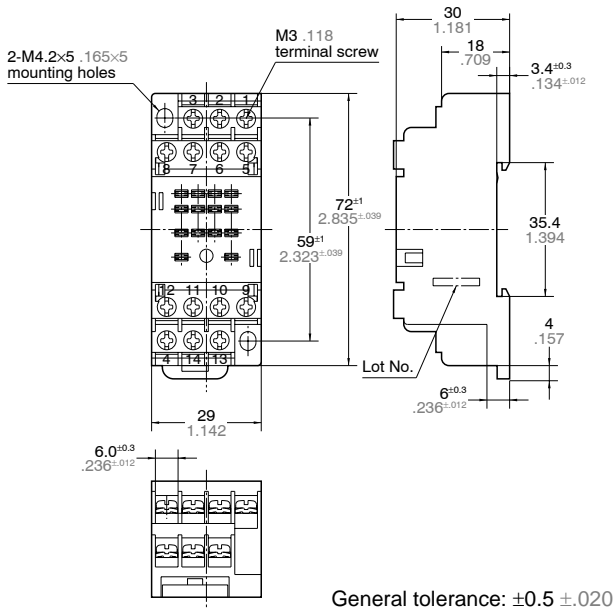 2-M4.2×5 .165×5
mounting holes
M3 .118
terminal screw
30
1.181
18
.709
3.4±0.3
.134±.012
3 2 1
8 7 6 5
72±1
2.835±.039
59±1
2.323±.039
35.4
1.394
12 11 10 9
4 14 13
Lot No.
4
.157
6±0.3
.236±.012
29
1.142
6.0±0.3
.236±.012
General tolerance: ±0.5 ±.020